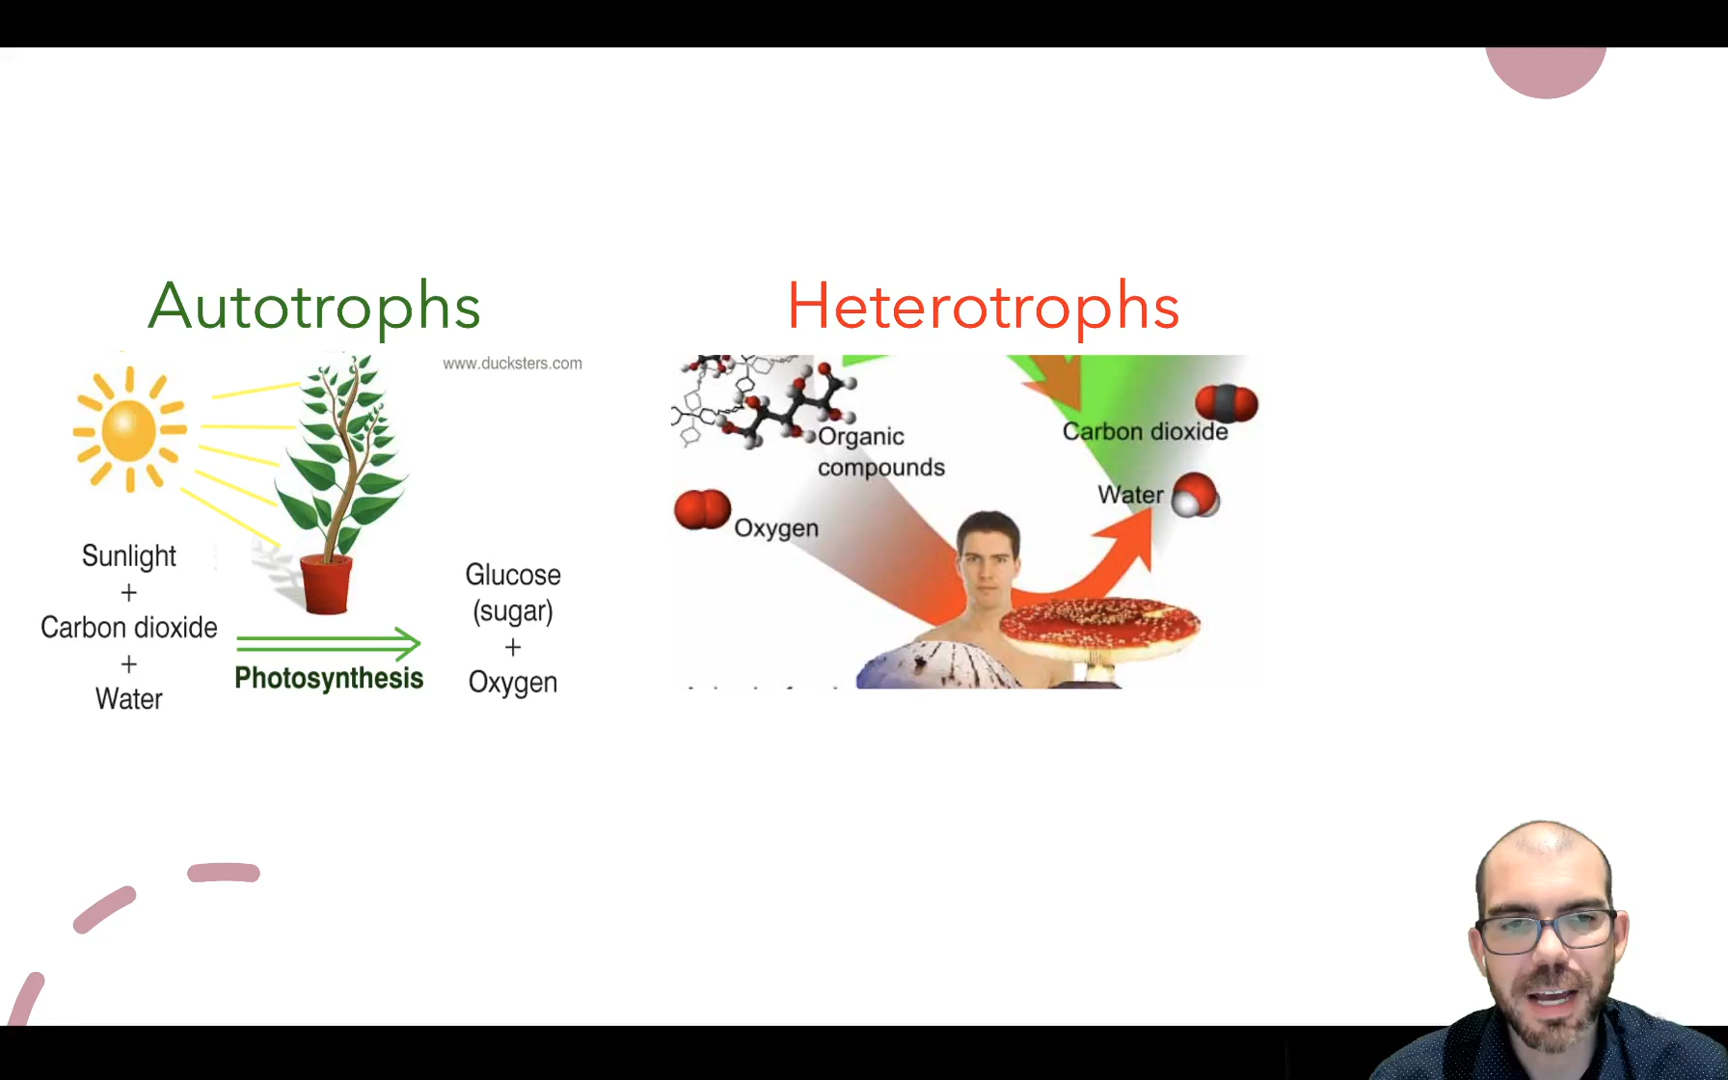 Autotrophs
www.ducksters.com
Sunlight
+
Carbon dioxide
+
Water
Photosynthesis
Glucose
(sugar)
+
Oxygen
Heterotrophs
Organic
compounds
Oxygen
Carbon dioxide
Water